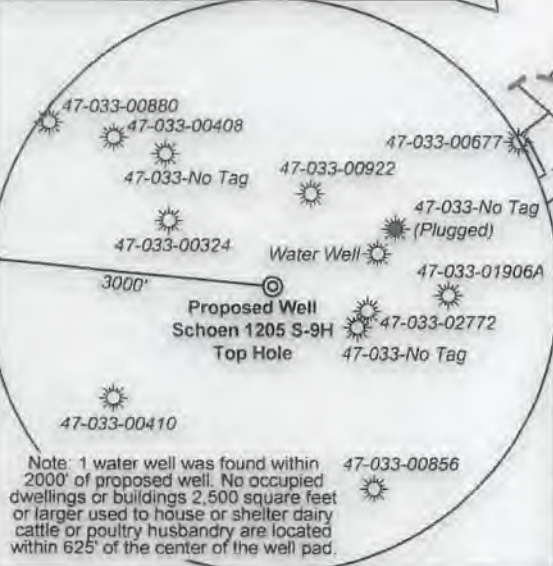 47-033-00880
47-033-00408
47-033-00677
47-033-No Tag
47-033-00922
47-033-No Tag
(Plugged)
47-033-00324
Water Well
47-033-01906A
3000'
Proposed Well
Schoen 1205 S-9H
Top Hole
47-033-02772
47-033-No Tag
47-033-00410
Note: 1 water well was found within
2000' of proposed well. No occupied
dwellings or buildings 2,500 square feet
or larger used to house or shelter dairy
cattle or poultry husbandry are located
within 625' of the center of the well pad.
47-033-00856